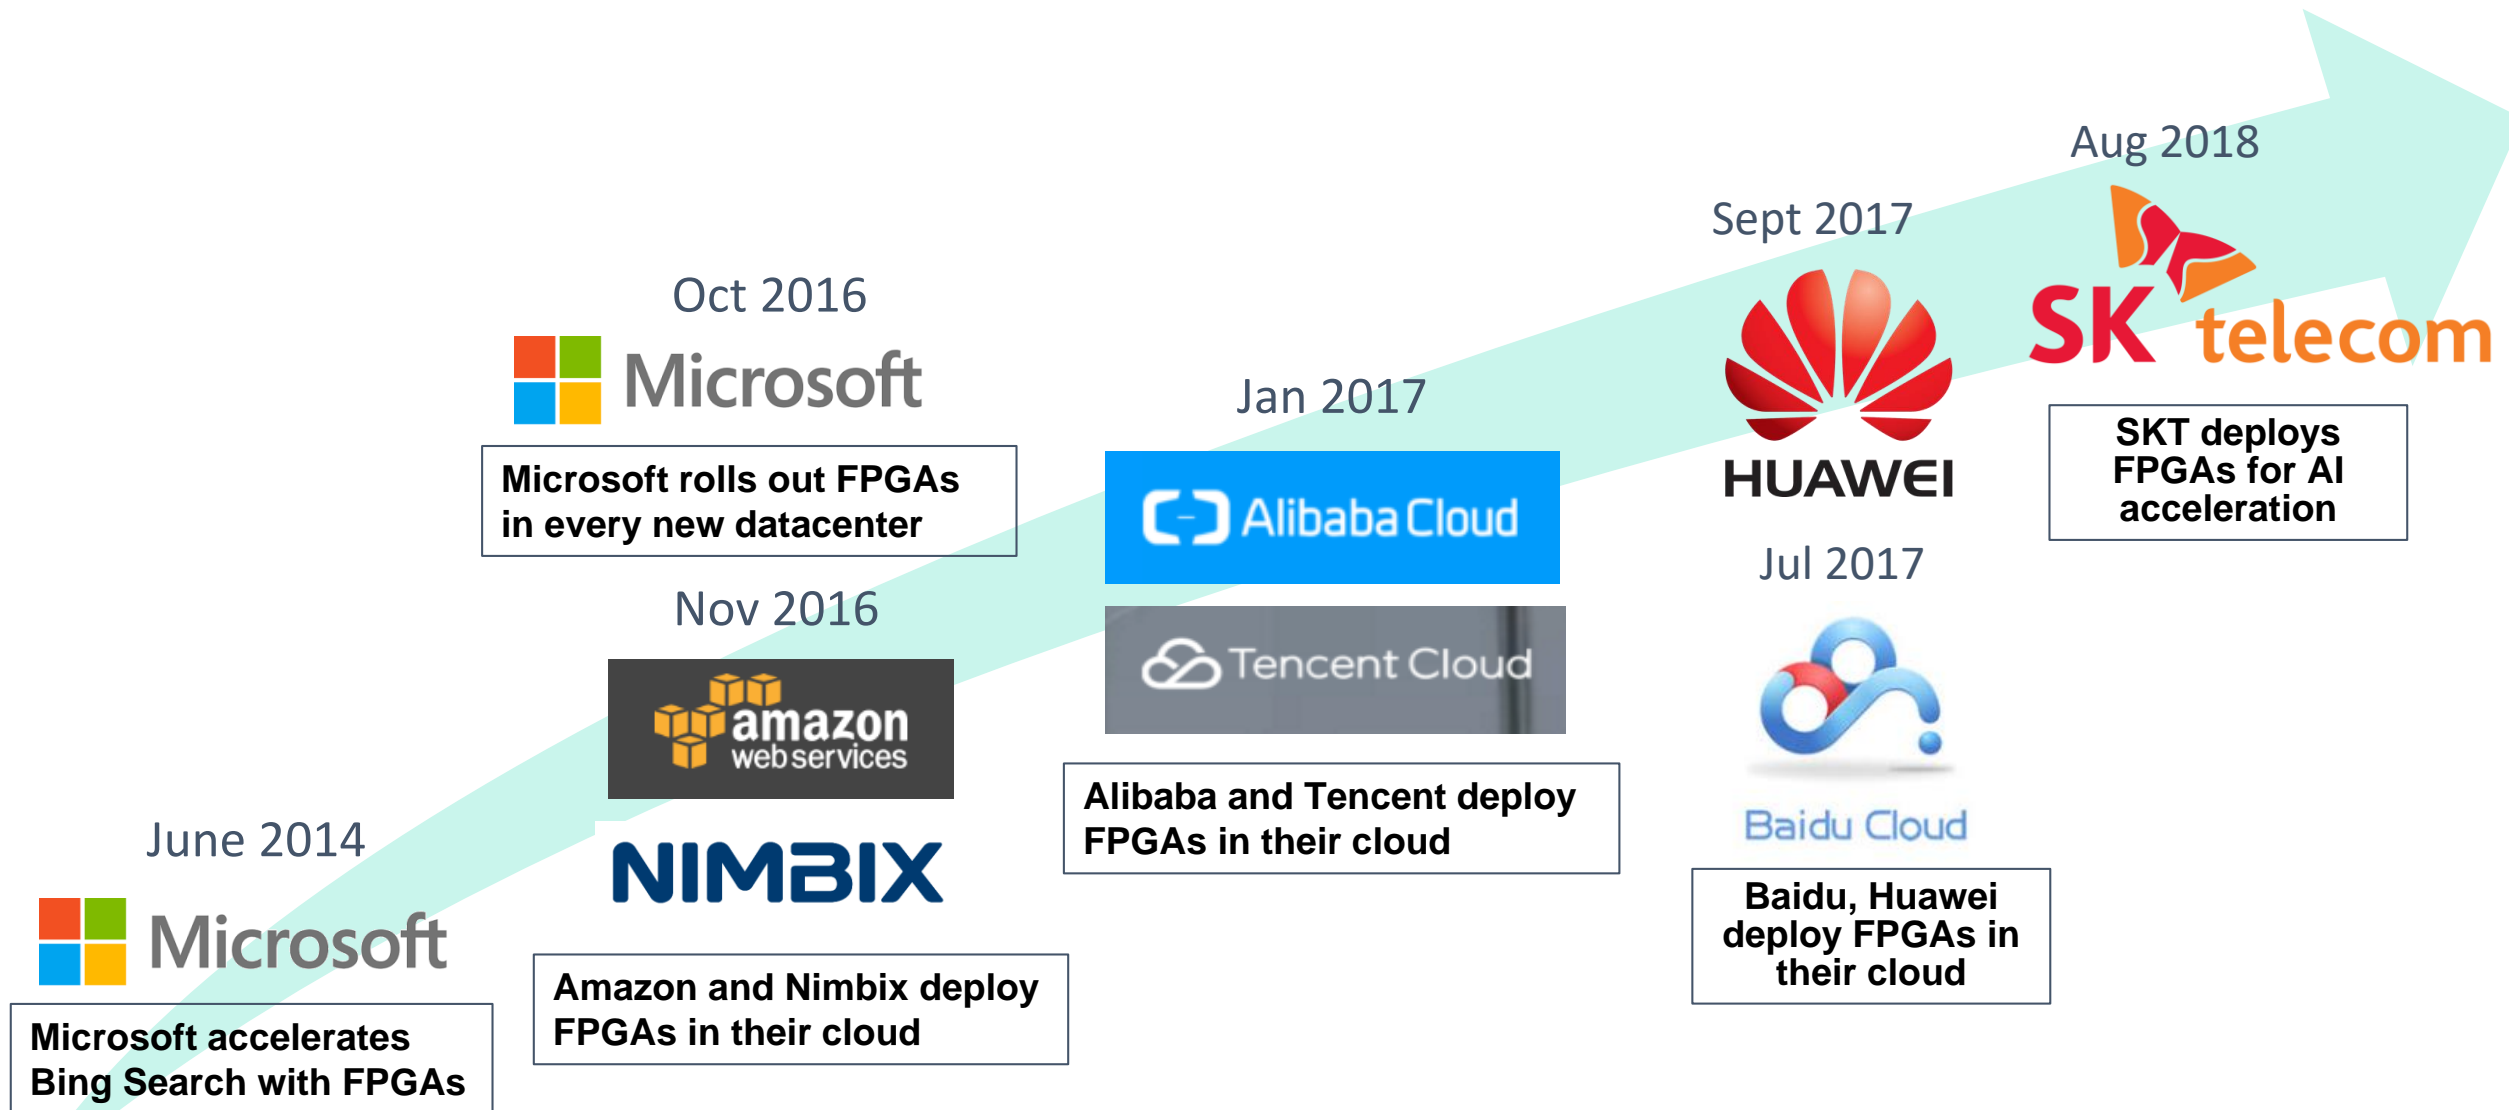 June 2014
Microsoft
Microsoft accelerates
Bing Search with FPGAs
Oct 2016
Microsoft
Microsoft rolls out FPGAs
in every new datacenter
Nov 2016
amazon
web services
NIMBIX
Amazon and Nimbix deploy
FPGAs in their cloud
Jan 2017
Alibaba Cloud
Tencent Cloud
Alibaba and Tencent deploy
FPGAs in their cloud
Sept 2017
HUAWEI
Jul 2017
Baidu Cloud
Baidu, Huawei
deploy FPGAs in
their cloud
Aug 2018
SK telecom
SKT deploys
FPGAs for AI
acceleration